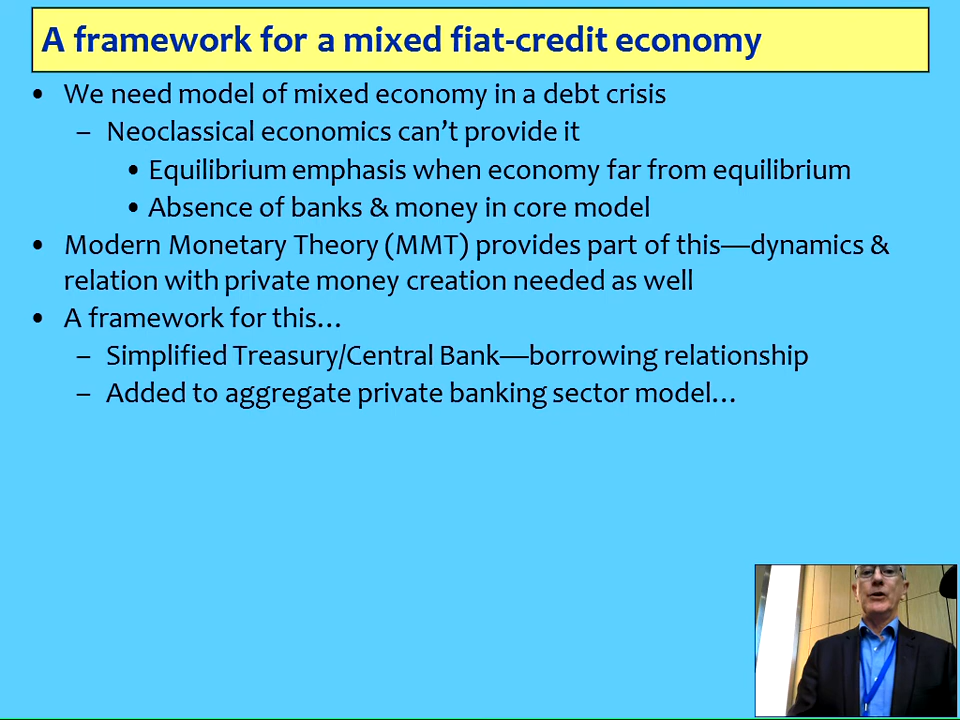 A framework for a mixed fiat-credit economy
• We need model of mixed economy in a debt crisis
– Neoclassical economics can’t provide it
• Equilibrium emphasis when economy far from equilibrium
• Absence of banks & money in core model
• Modern Monetary Theory (MMT) provides part of this—dynamics &
relation with private money creation needed as well
• A framework for this…
– Simplified Treasury/Central Bank—borrowing relationship
– Added to aggregate private banking sector model…